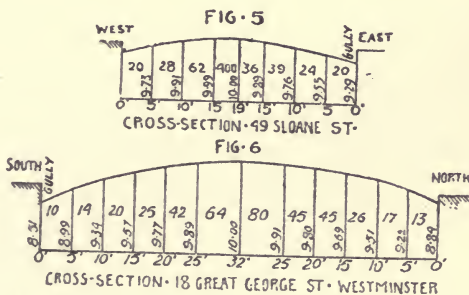 FIG·5
WEST
EAST
GULLY
20 28 62 400 36 39 24 20
9·73 9·91 9·99 10·00 9·89 9·76 9·55 9·29
0' 5' 10' 15' 19' 15' 10' 5' 0'
CROSS-SECTION·49 SLOANE ST·
FIG·6
SOUTH
GULLY
NORTH
10 14 20 25 42 64 80 45 45 26 17 13
8·51 8·99 9·34 9·57 9·77 9·89 10·00 9·91 9·80 9·69 9·51 9·22 8·84
0' 5' 10' 15' 20' 25' 32' 25' 20' 15' 10' 5' 0'
CROSS-SECTION·18 GREAT GEORGE ST· WESTMINSTER